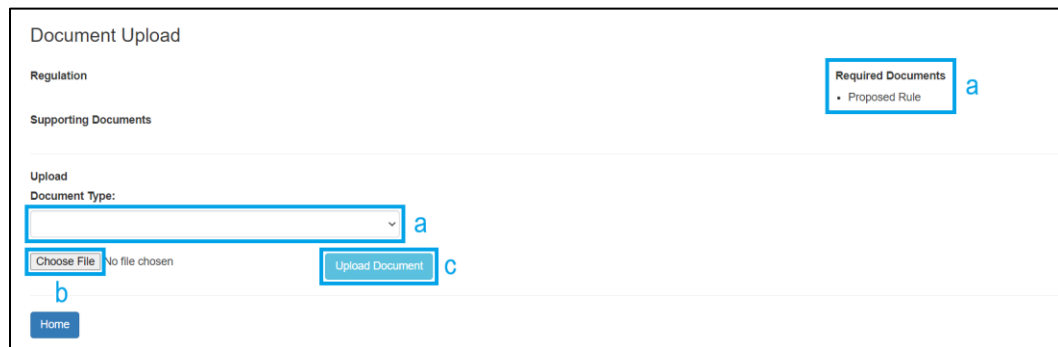 Document Upload
Regulation
Required Documents
• Proposed Rule
a
Supporting Documents
Upload
Document Type:
a
Choose File No file chosen
Upload Document
c
b
Home